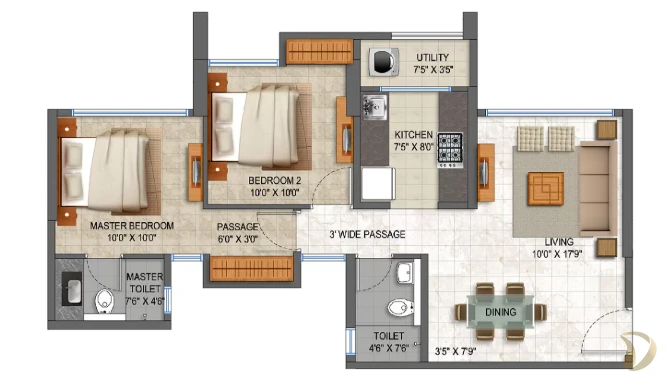 UTILITY
7'5" X 3'5"
KITCHEN
7'5" X 8'0"
BEDROOM 2
10'0" X 10'0"
MASTER BEDROOM
10'0" X 10'0"
PASSAGE
6'0" X 3'0"
3' WIDE PASSAGE
LIVING
10'0" X 17'9"
MASTER
TOILET
7'6" X 4'6"
DINING
TOILET
4'6" X 7'6"
3'5" X 7'9"